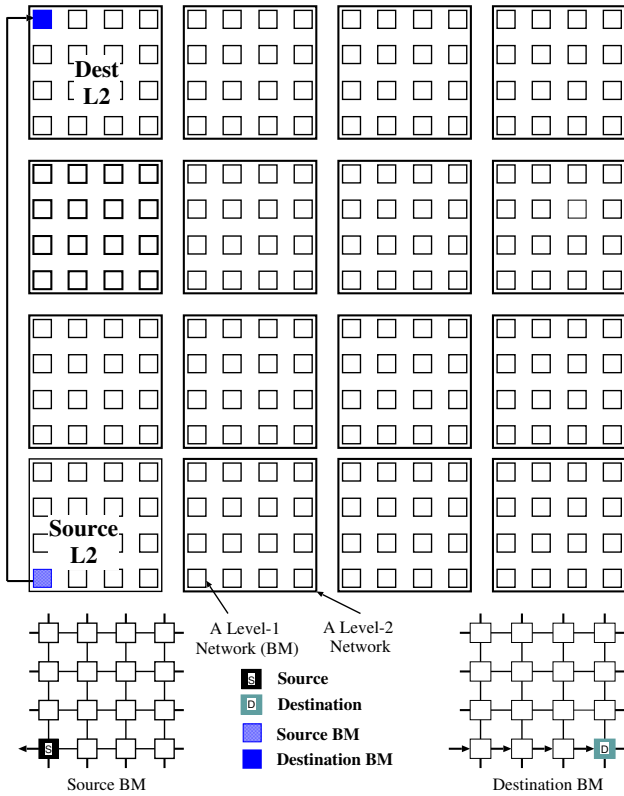 Dest
L2
Source
L2
A Level-1
Network (BM)
A Level-2
Network
S
Source
D
Destination
Source BM
Destination BM
S
Source BM
D
Destination BM